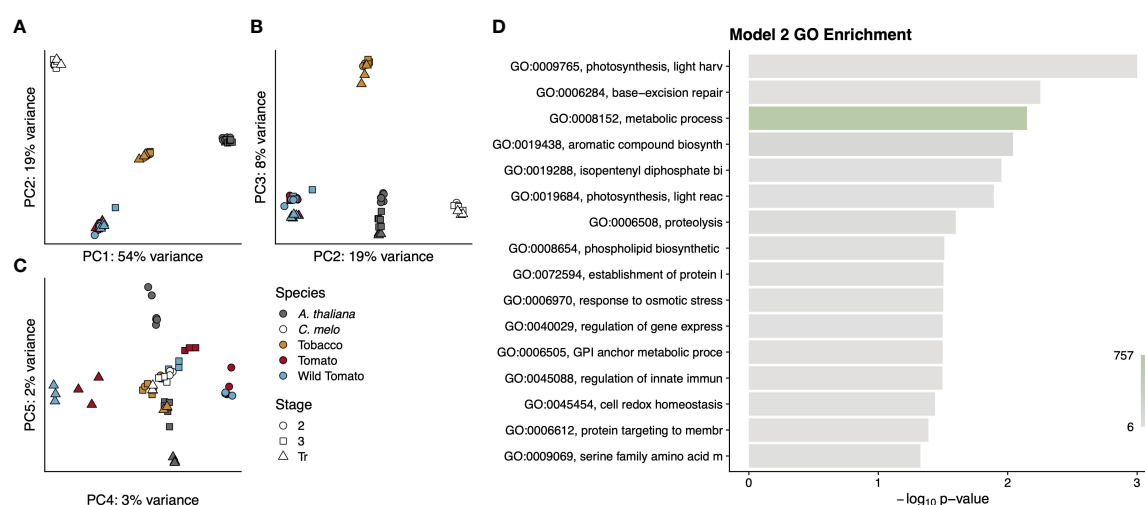 A
PC2: 19% variance
PC1: 54% variance
B
PC3: 8% variance
PC2: 19% variance
C
PC5: 2% variance
PC4: 3% variance
Species
A. thaliana
C. melo
Tobacco
Tomato
Wild Tomato
Stage
2
3
Tr
D
Model 2 GO Enrichment
GO:0009765, photosynthesis, light harv
GO:0006284, base−excision repair
GO:0008152, metabolic process
GO:0019438, aromatic compound biosynth
GO:0019288, isopentenyl diphosphate bi
GO:0019684, photosynthesis, light reac
GO:0006508, proteolysis
GO:0008654, phospholipid biosynthetic
GO:0072594, establishment of protein l
GO:0006970, response to osmotic stress
GO:0040029, regulation of gene express
GO:0006505, GPI anchor metabolic proce
GO:0045088, regulation of innate immun
GO:0045454, cell redox homeostasis
GO:0006612, protein targeting to membr
GO:0009069, serine family amino acid m
757
6
0 1 2 3
−log10 p−value